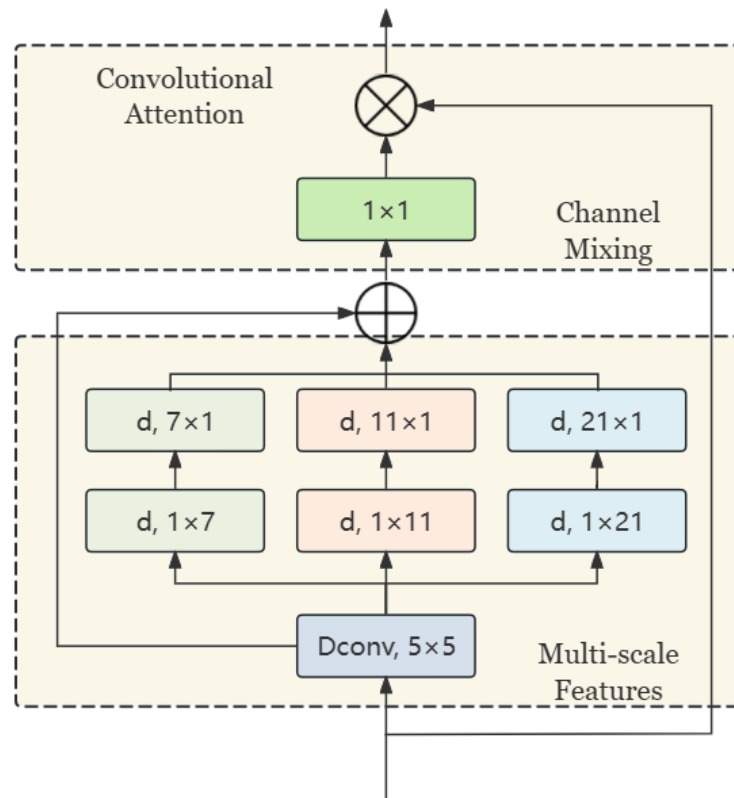 Convolutional
Attention
1×1
Channel
Mixing
d, 7×1
d, 11×1
d, 21×1
d, 1×7
d, 1×11
d, 1×21
Dconv, 5×5
Multi-scale
Features